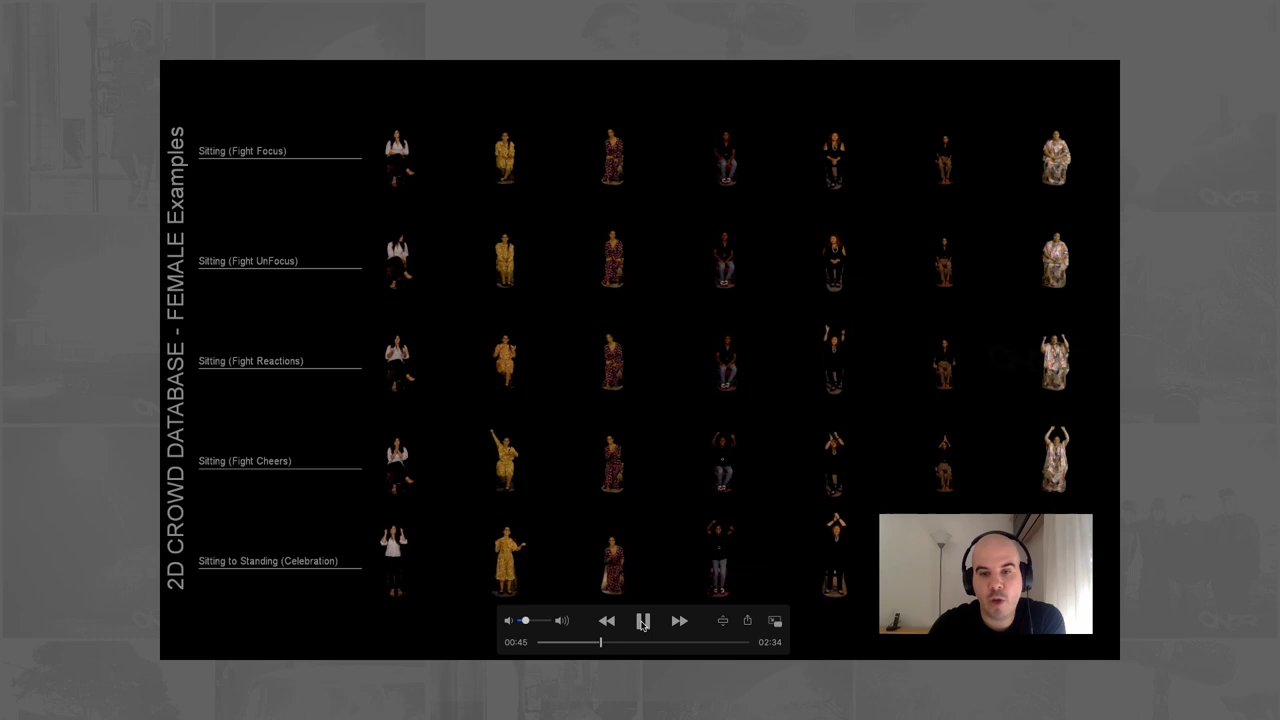 2D CROWD DATABASE - FEMALE Examples
Sitting (Fight Focus)
Sitting (Fight UnFocus)
Sitting (Fight Reactions)
Sitting (Fight Cheers)
Sitting to Standing (Celebration)
00:45
02:34